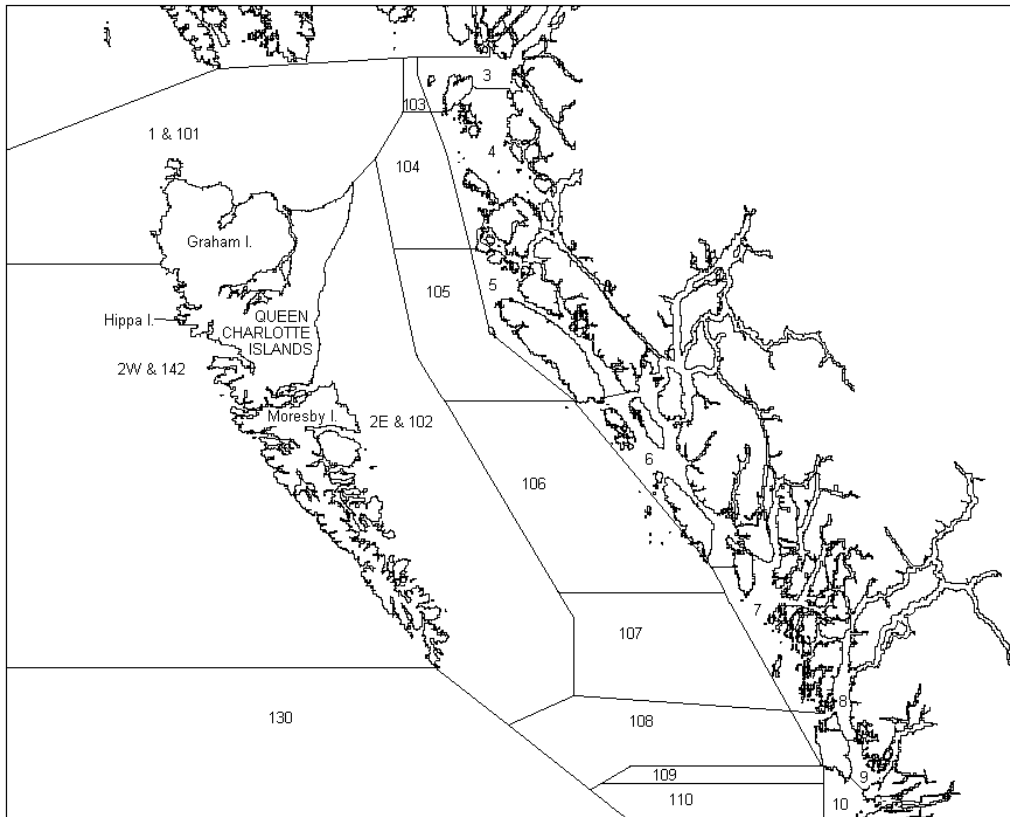 3
103
1 & 101
4
104
Graham I.
5
105
QUEEN
Hippa I.
CHARLOTTE
ISLANDS
2W & 142
Moresby I.
2E & 102
6
106
7
107
8
130
108
109
9
110
10